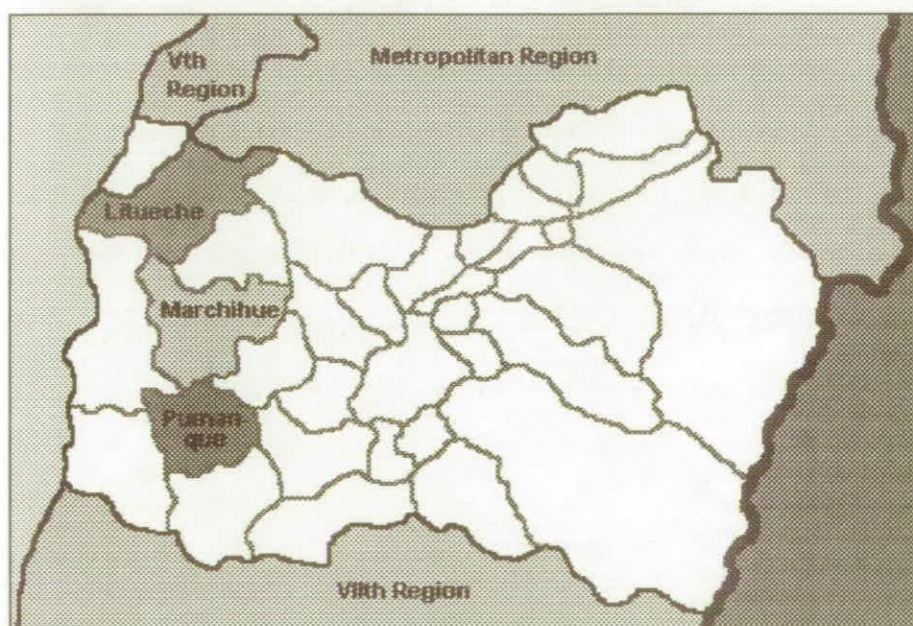 Vth
Region
Metropolitan Region
Litueche
Marchihue
Puman-
que
VIIth Region